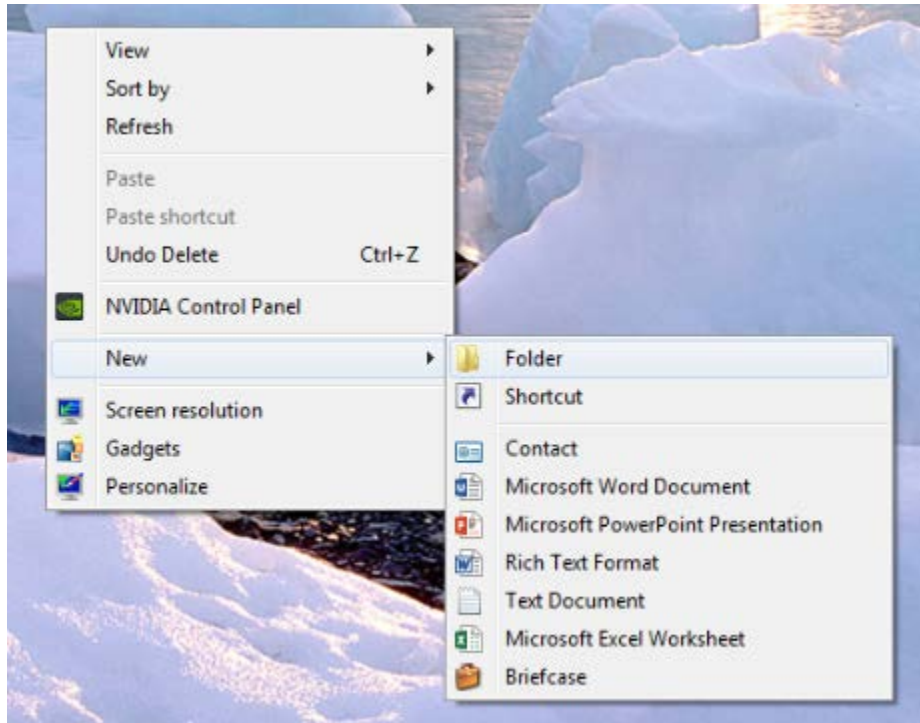 View
Sort by
Refresh
Paste
Paste shortcut
Undo Delete Ctrl+Z
NVIDIA Control Panel
New
Screen resolution
Gadgets
Personalize
Folder
Shortcut
Contact
Microsoft Word Document
Microsoft PowerPoint Presentation
Rich Text Format
Text Document
Microsoft Excel Worksheet
Briefcase